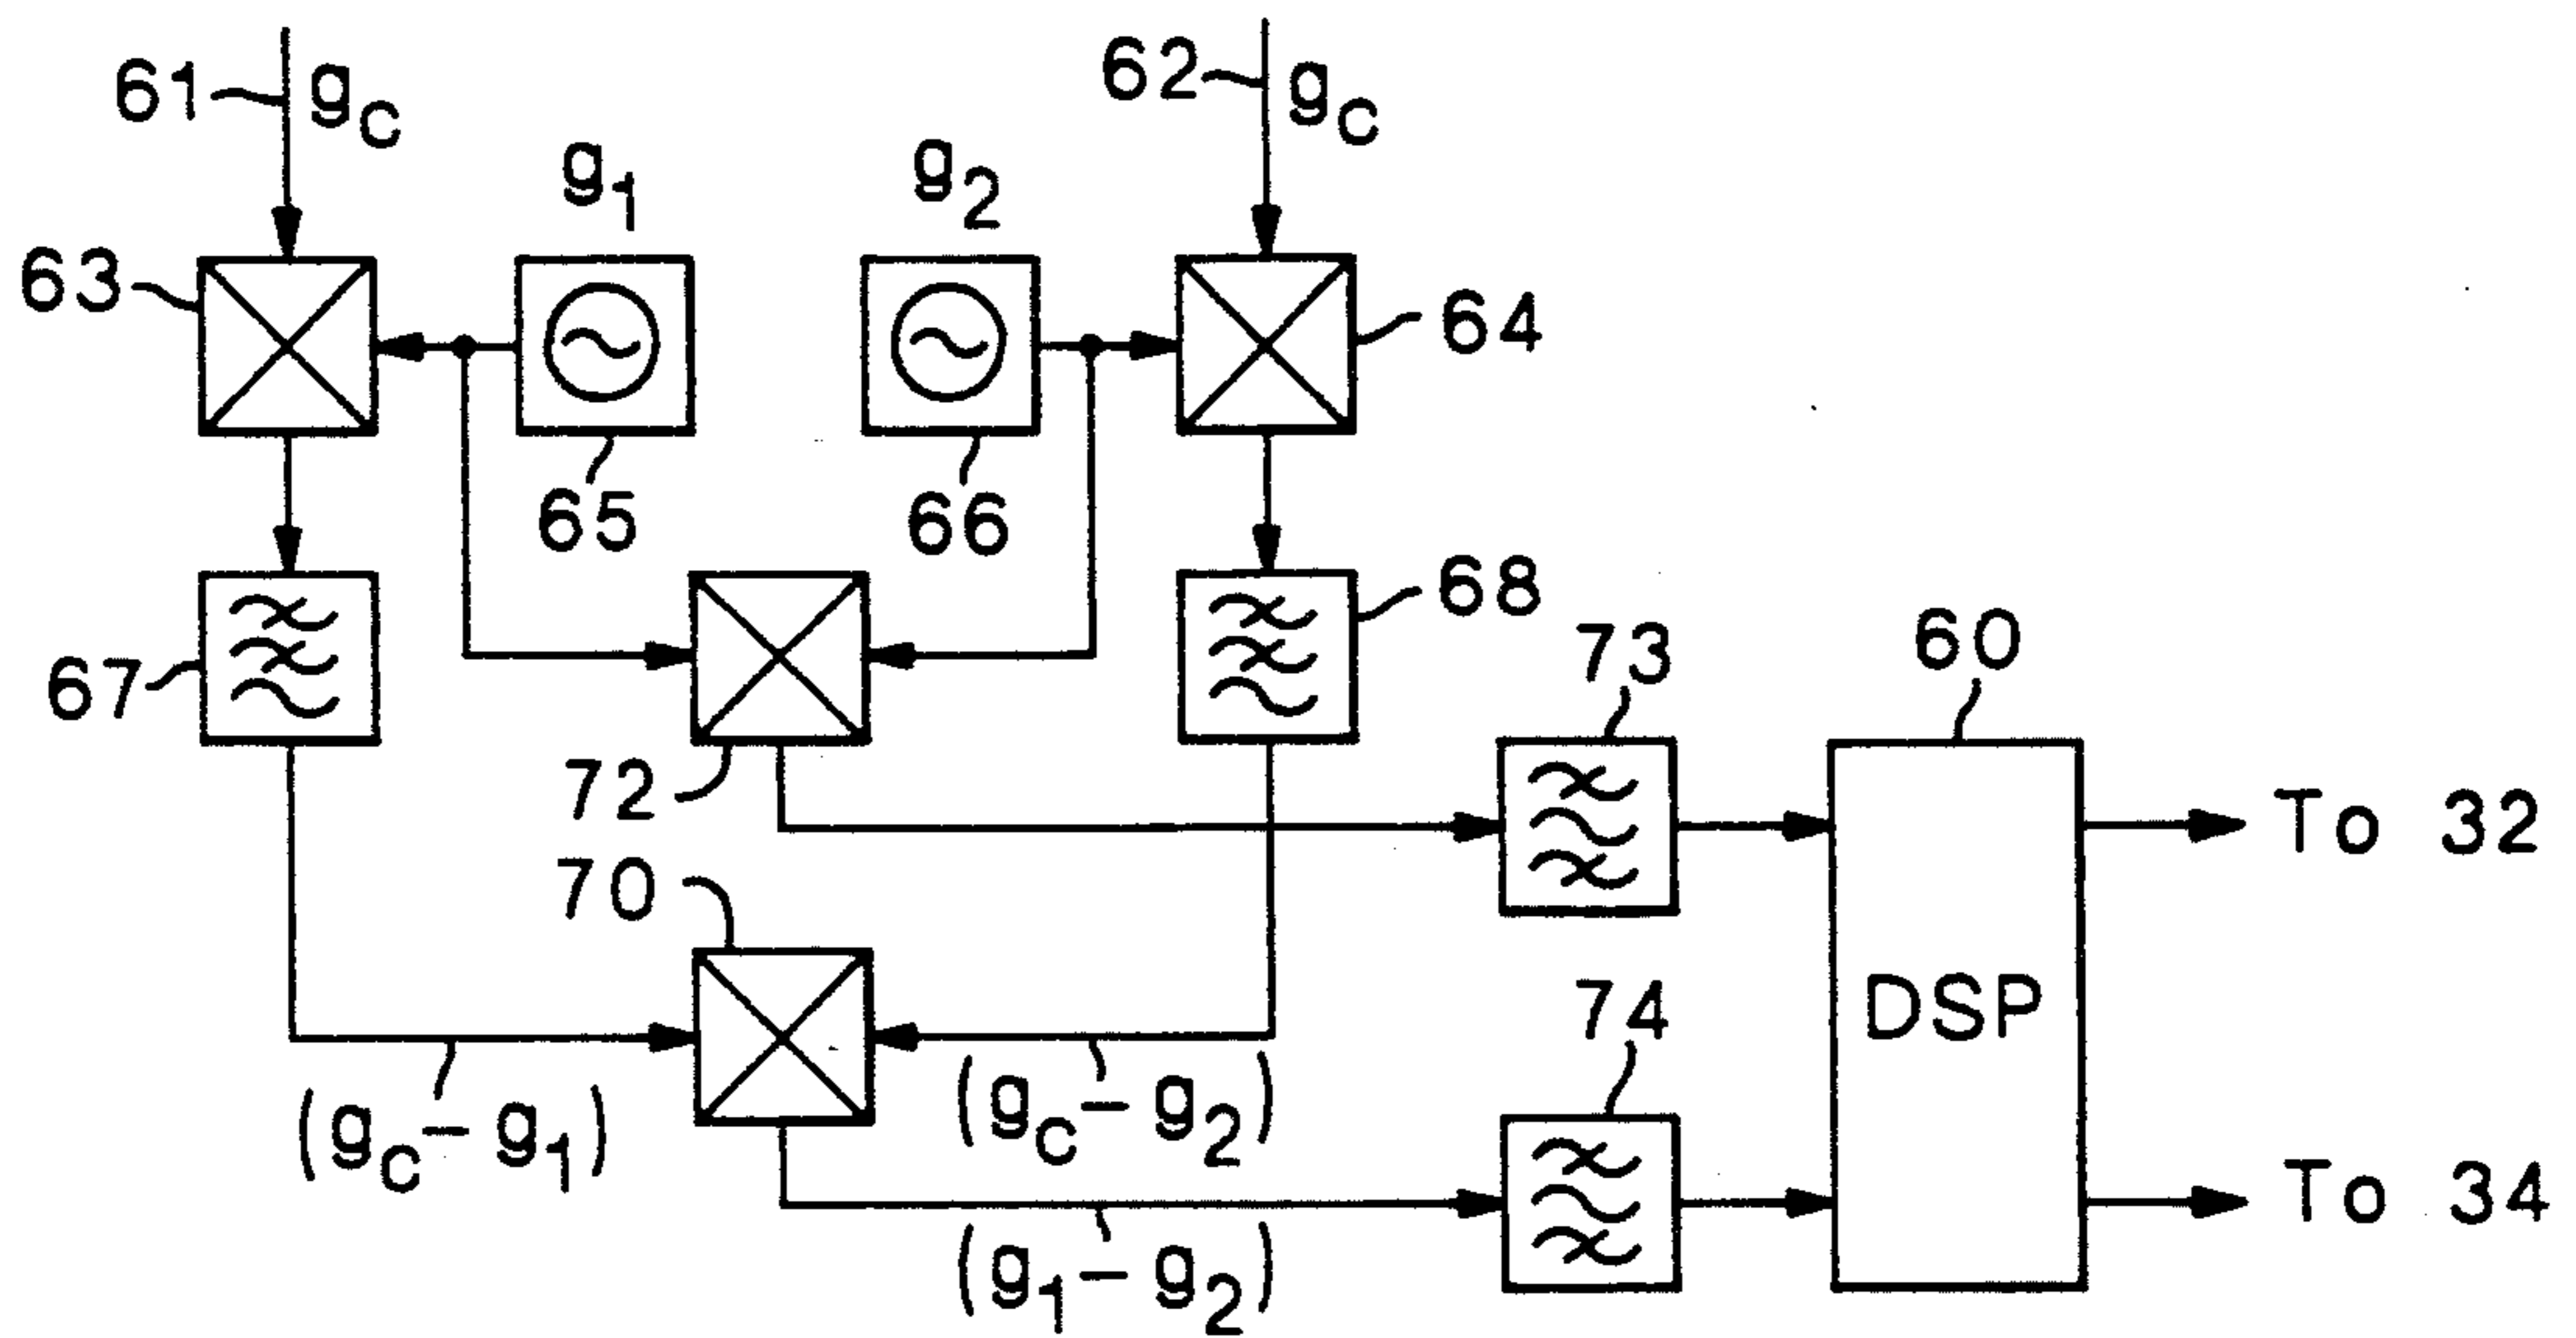 61
g_c
62
g_c
g_1
g_2
63
64
65
66
67
68
72
73
60
70
DSP
74
To 32
(g_c - g_1)
(g_c - g_2)
To 34
(g_1 - g_2)